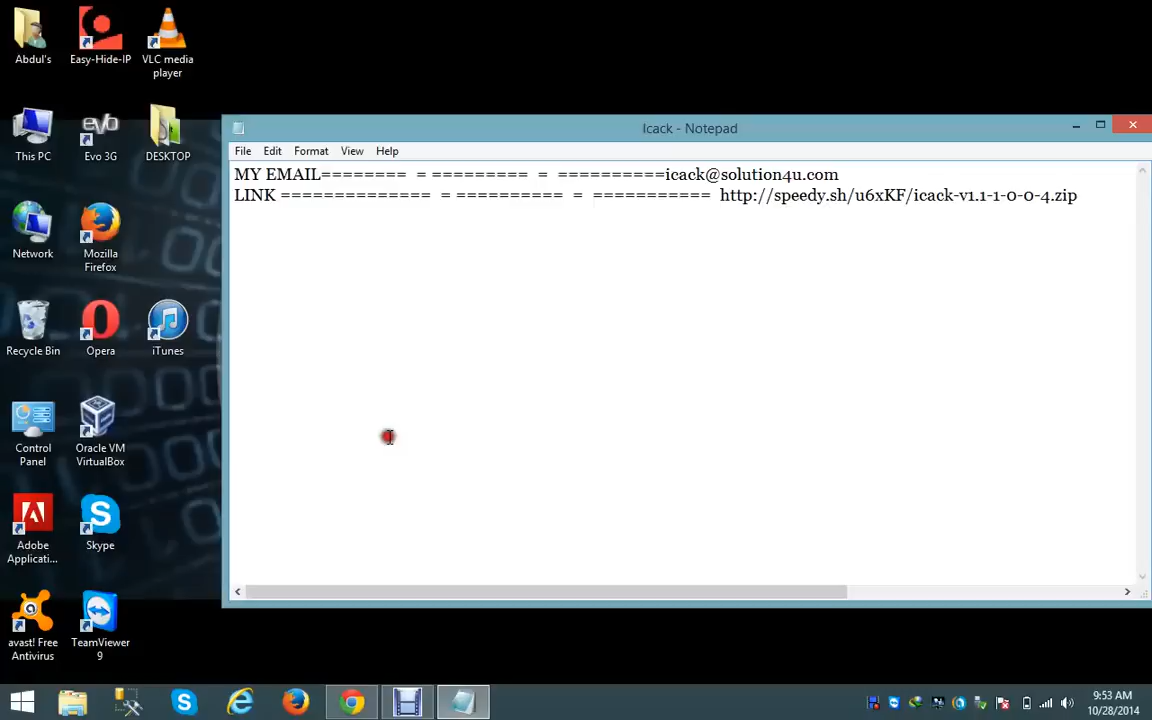 Abdul's
Easy-Hide-IP
VLC media
player
This PC
Evo 3G
DESKTOP
Network
Mozilla
Firefox
Recycle Bin
Opera
iTunes
Control
Panel
Oracle VM
VirtualBox
Adobe
Applicati...
Skype
avast! Free
Antivirus
TeamViewer
9
Icack - Notepad
File Edit Format View Help
MY EMAIL======== = ========= = ==========icack@solution4u.com
LINK ============== = ========== = =========== http://speedy.sh/u6xKF/icack-v1.1-1-0-0-4.zip
9:53 AM
10/28/2014